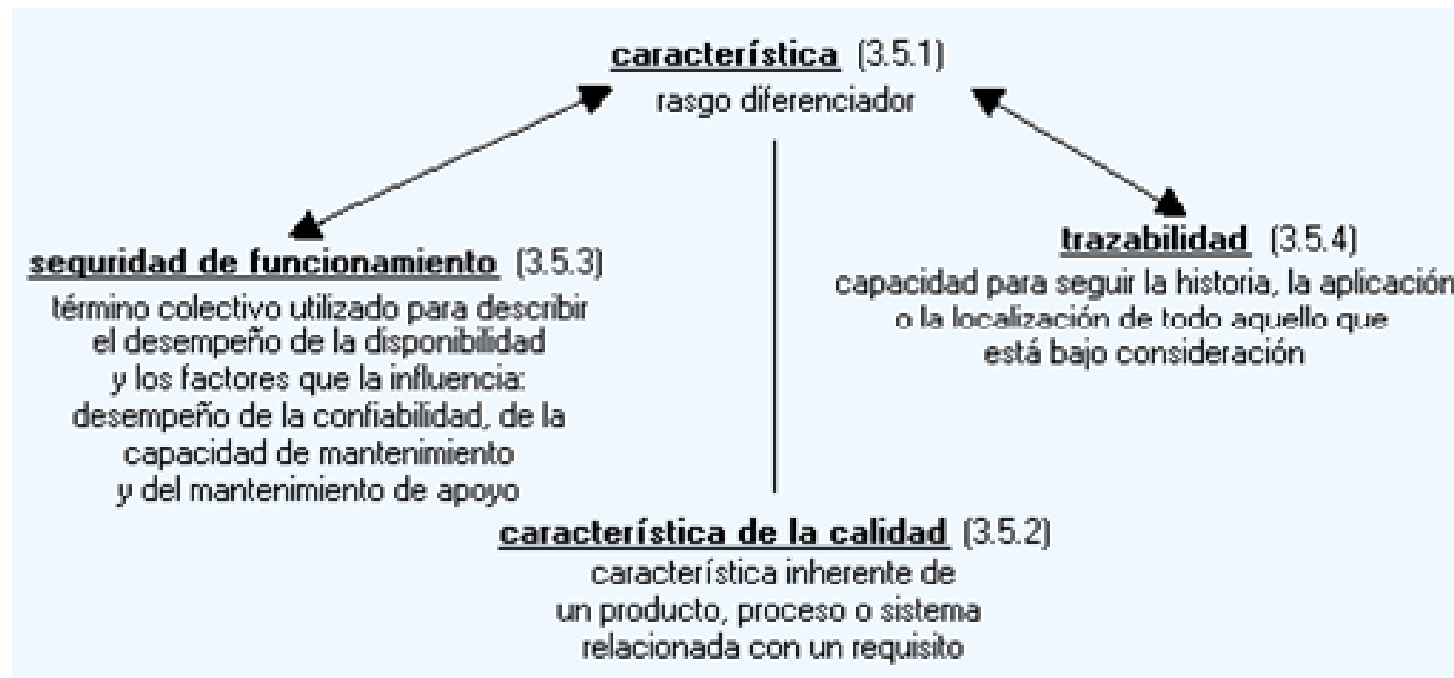 característica (3.5.1)
rasgo diferenciador
seguridad de funcionamiento (3.5.3)
término colectivo utilizado para describir
el desempeño de la disponibilidad
y los factores que la influencia:
desempeño de la confiabilidad, de la
capacidad de mantenimiento
y del mantenimiento de apoyo
trazabilidad (3.5.4)
capacidad para seguir la historia, la aplicación
o la localización de todo aquello que
está bajo consideración
característica de la calidad (3.5.2)
característica inherente de
un producto, proceso o sistema
relacionada con un requisito